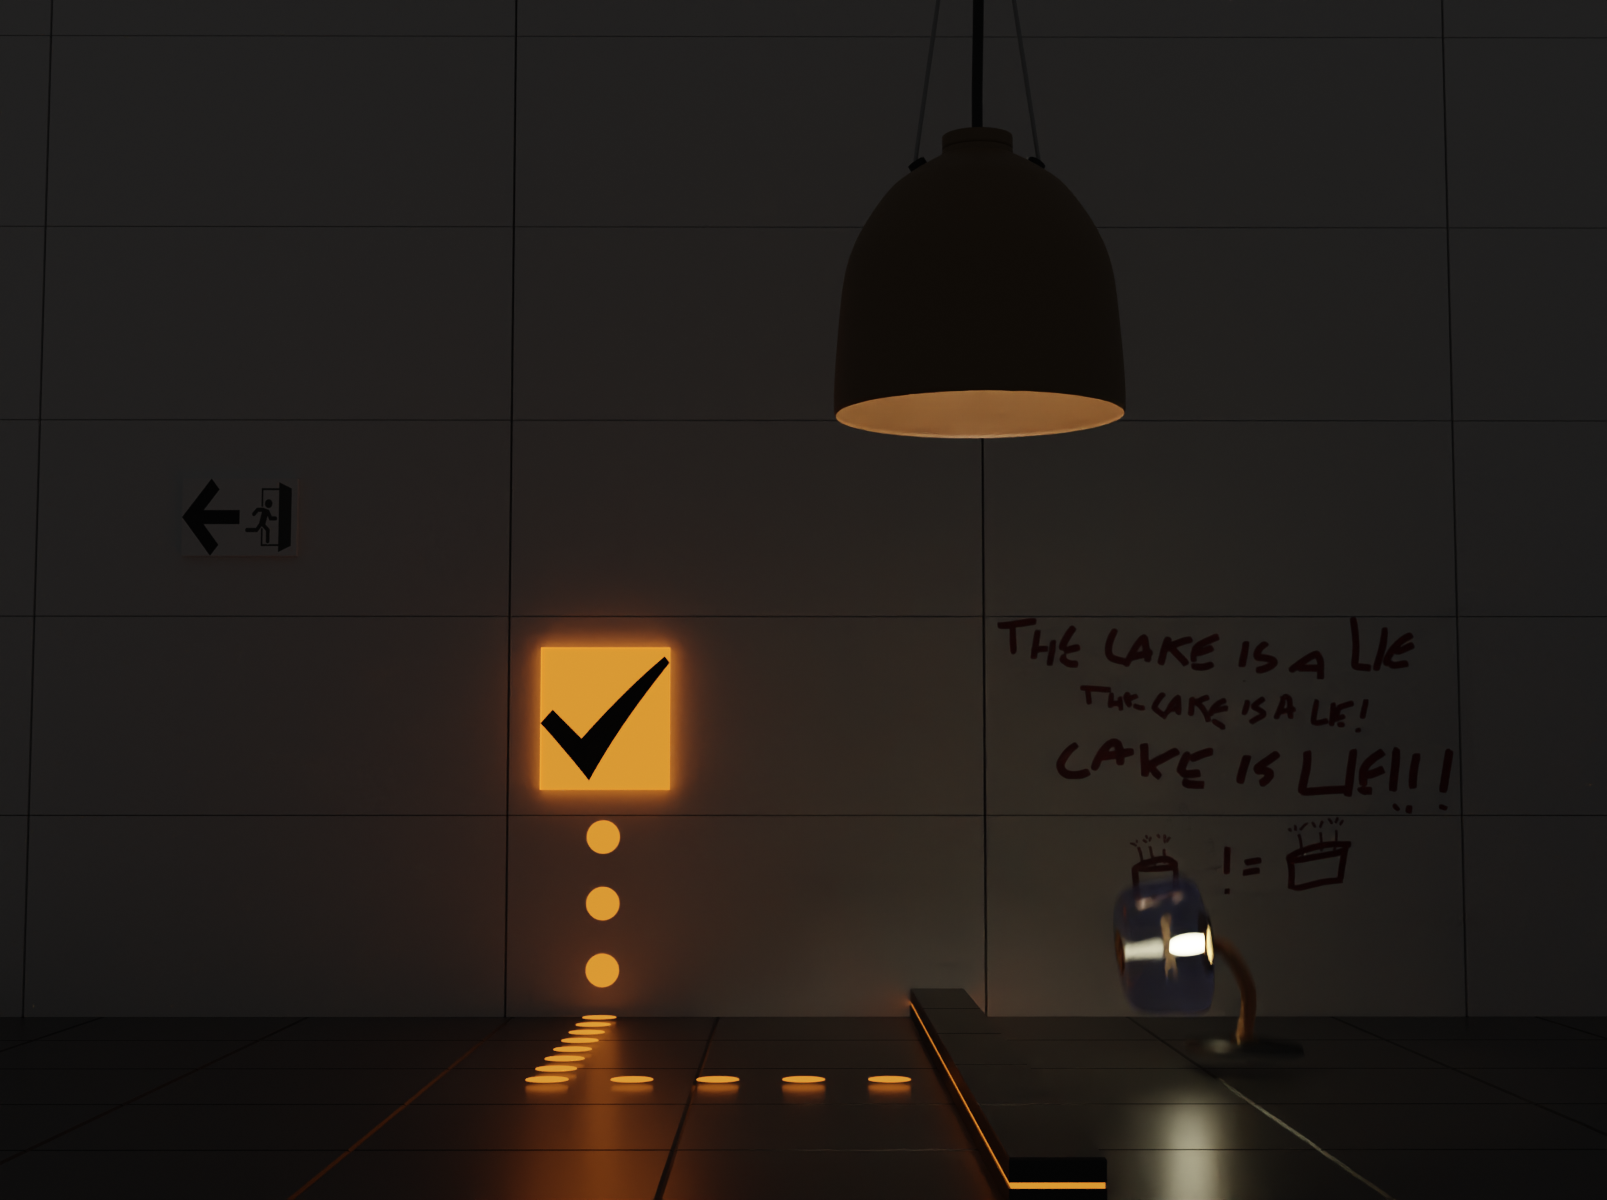 THE CAKE IS A LIE
THE CAKE IS A LIE!
CAKE IS LIE!!!
!=